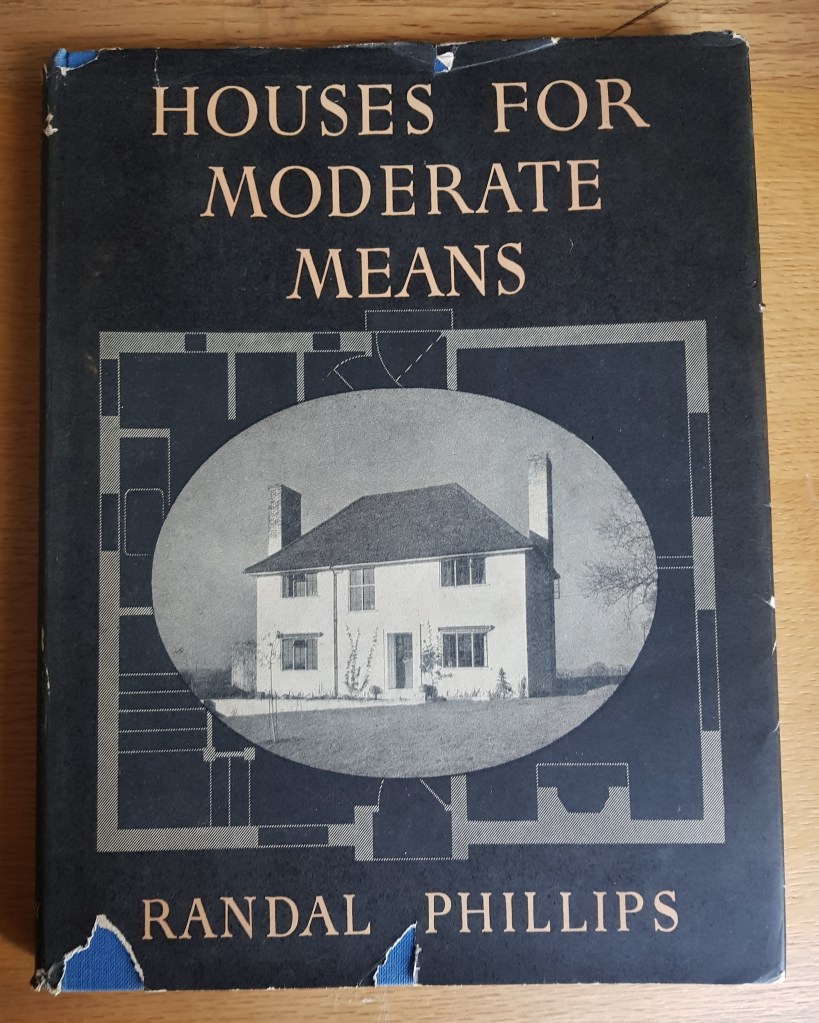 HOUSES FOR
MODERATE
MEANS
RANDAL PHILLIPS